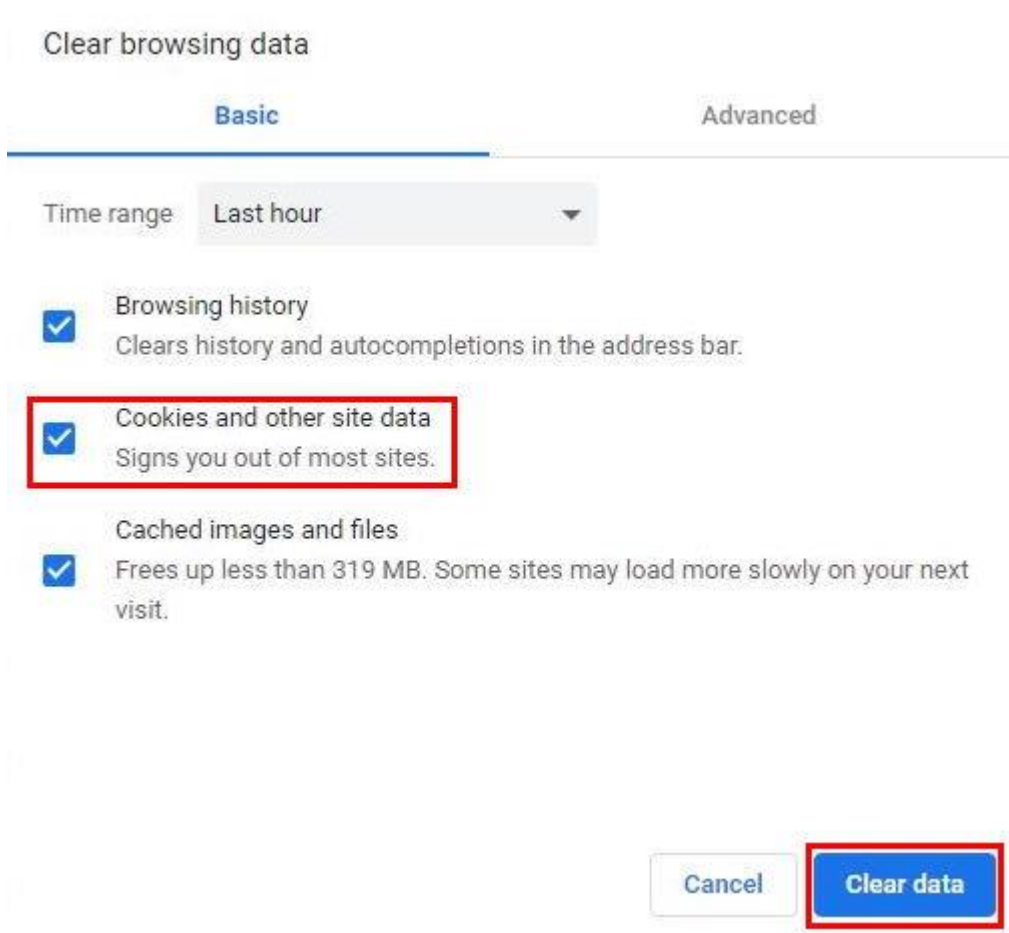 Clear browsing data
Basic Advanced
Time range Last hour
Browsing history
Clears history and autocompletions in the address bar.
Cookies and other site data
Signs you out of most sites.
Cached images and files
Frees up less than 319 MB. Some sites may load more slowly on your next
visit.
Cancel Clear data